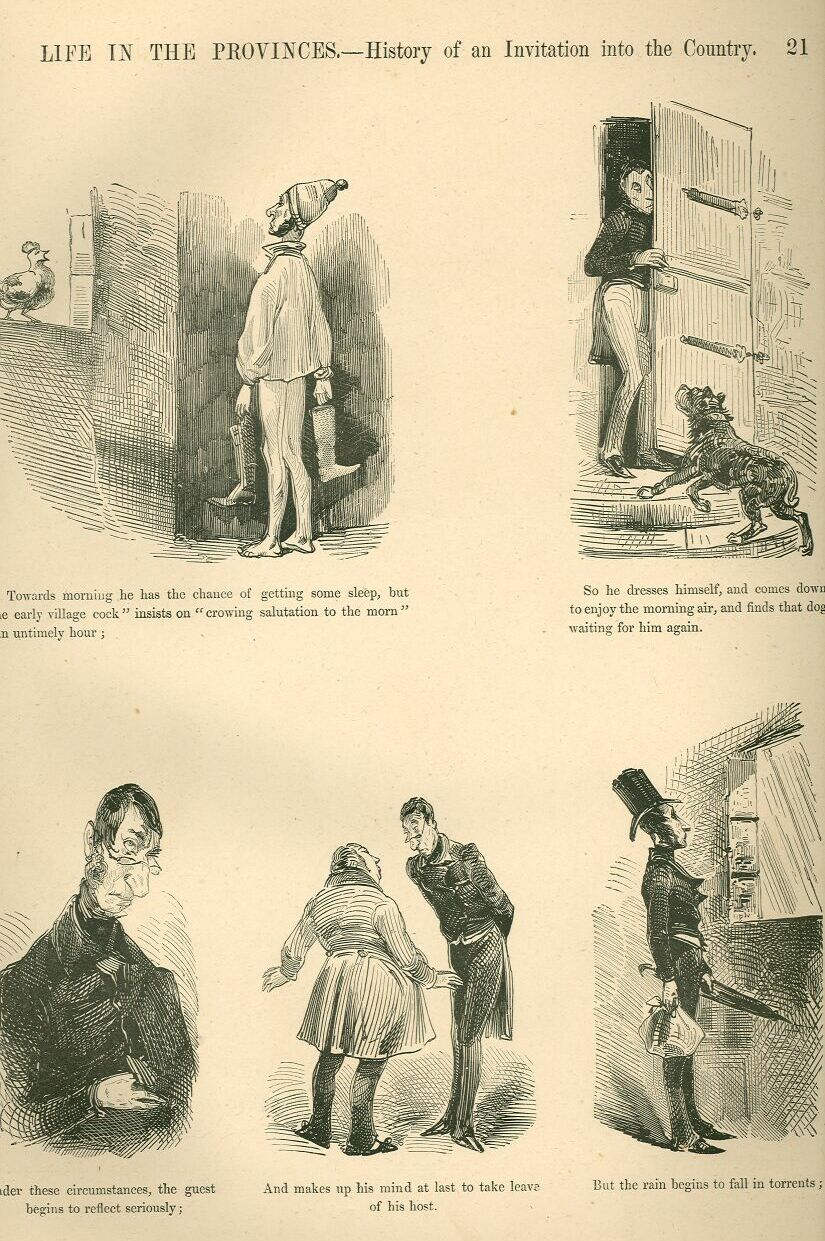 LIFE IN THE PROVINCES.—History of an Invitation into the Country. 21
Towards morning he has the chance of getting some sleep, but
early village cock” insists on “crowing salutation to the morn”
untimely hour ;
So he dresses himself, and comes down
to enjoy the morning air, and finds that dog
waiting for him again.
these circumstances, the guest
begins to reflect seriously ;
And makes up his mind at last to take leave
of his host.
But the rain begins to fall in torrents ;